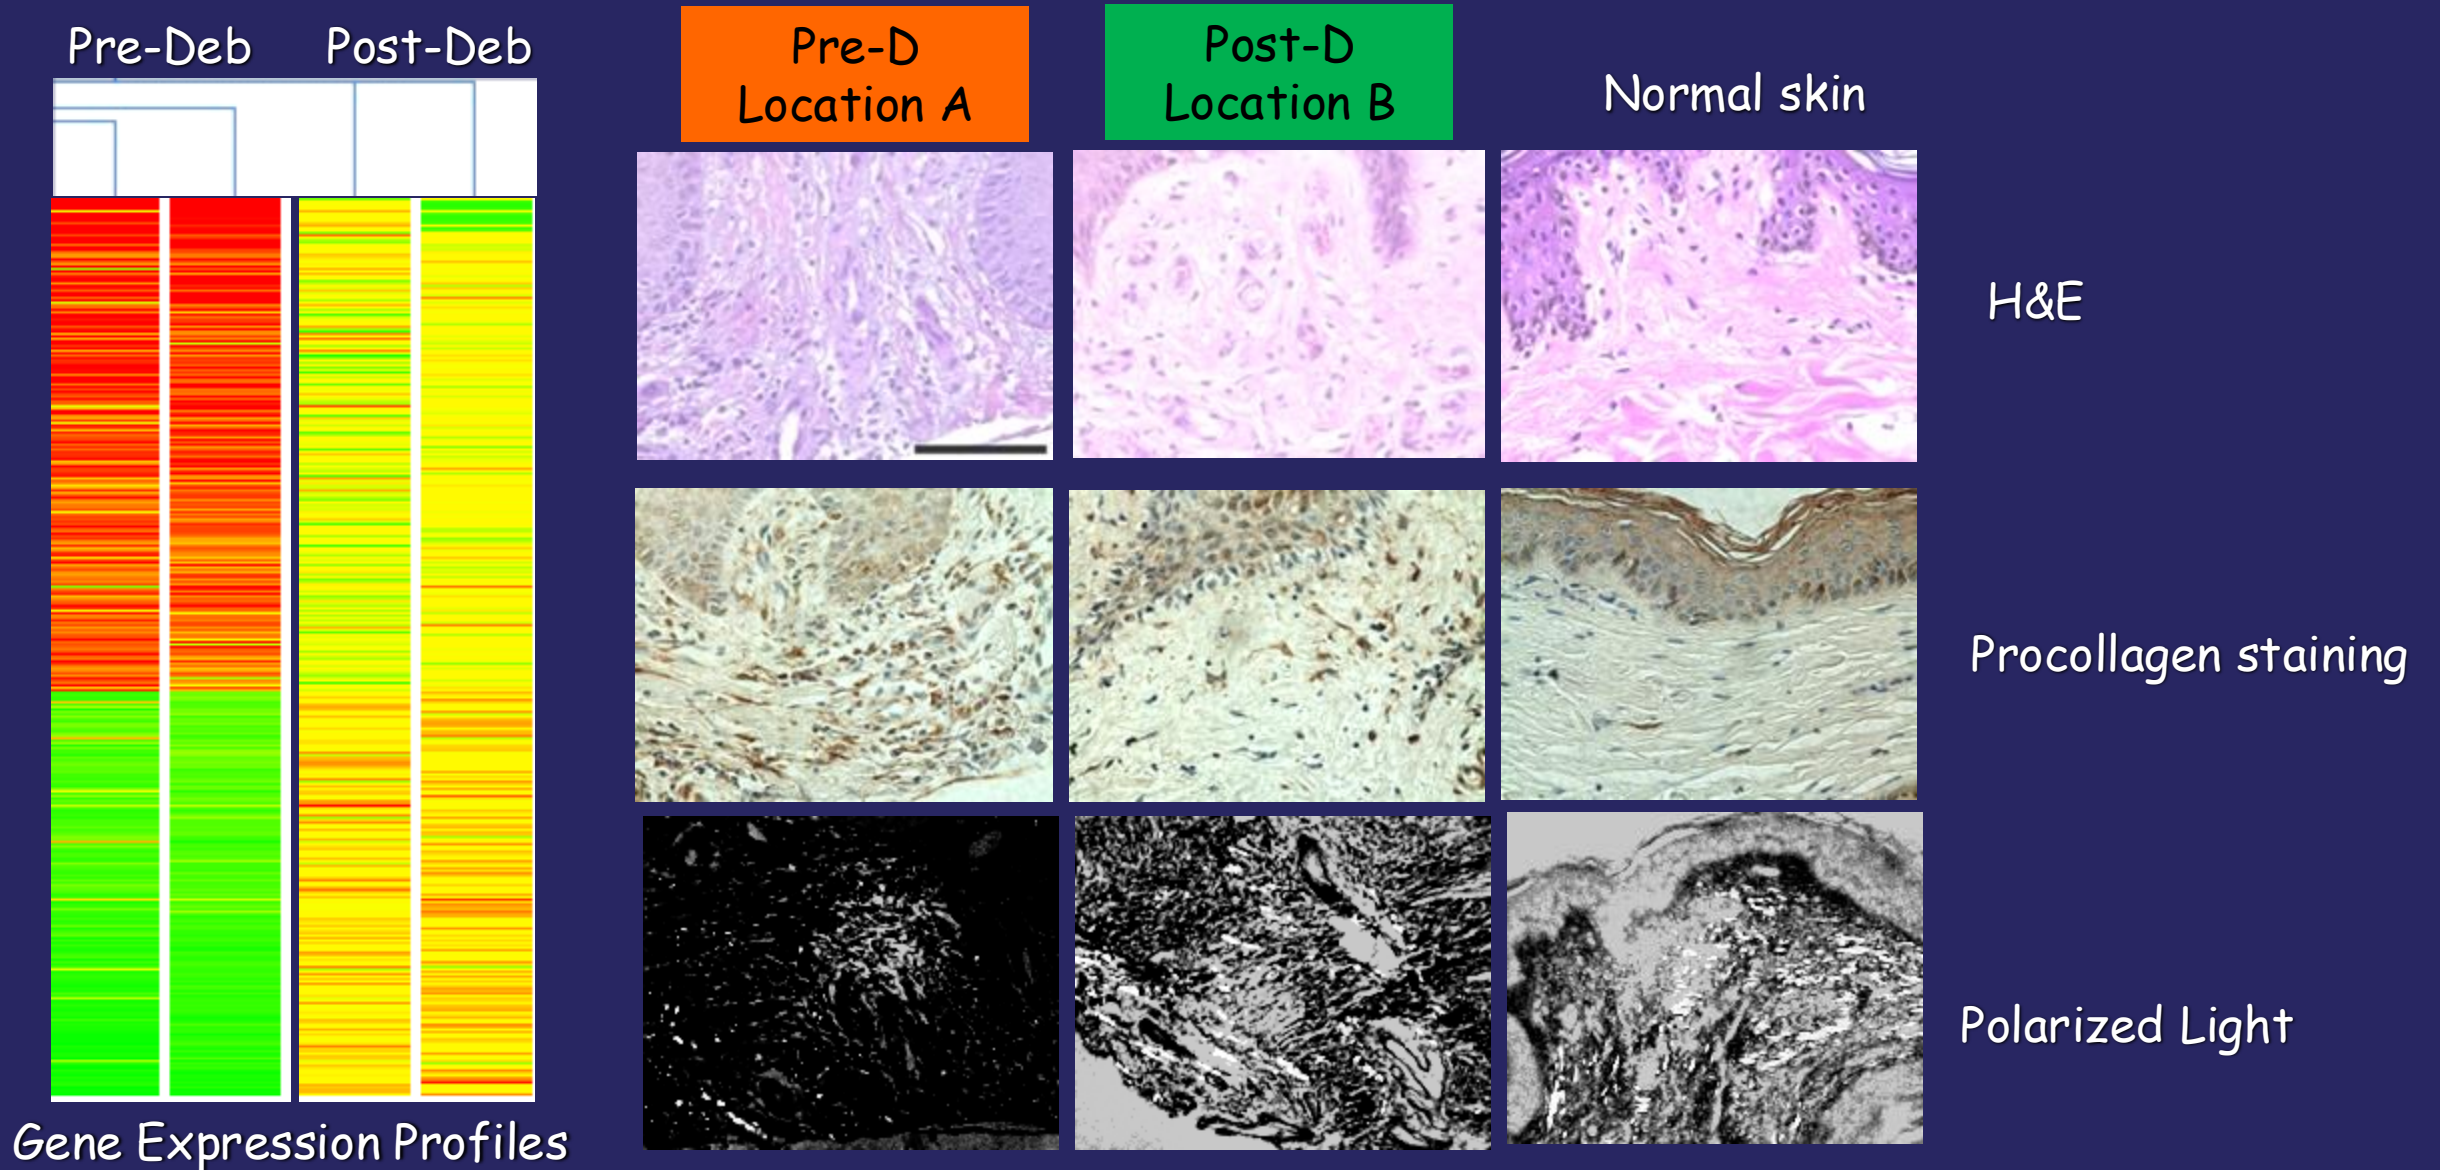 Pre-Deb
Post-Deb
Pre-D
Location A
Post-D
Location B
Normal skin
H&E
Procollagen staining
Polarized Light
Gene Expression Profiles